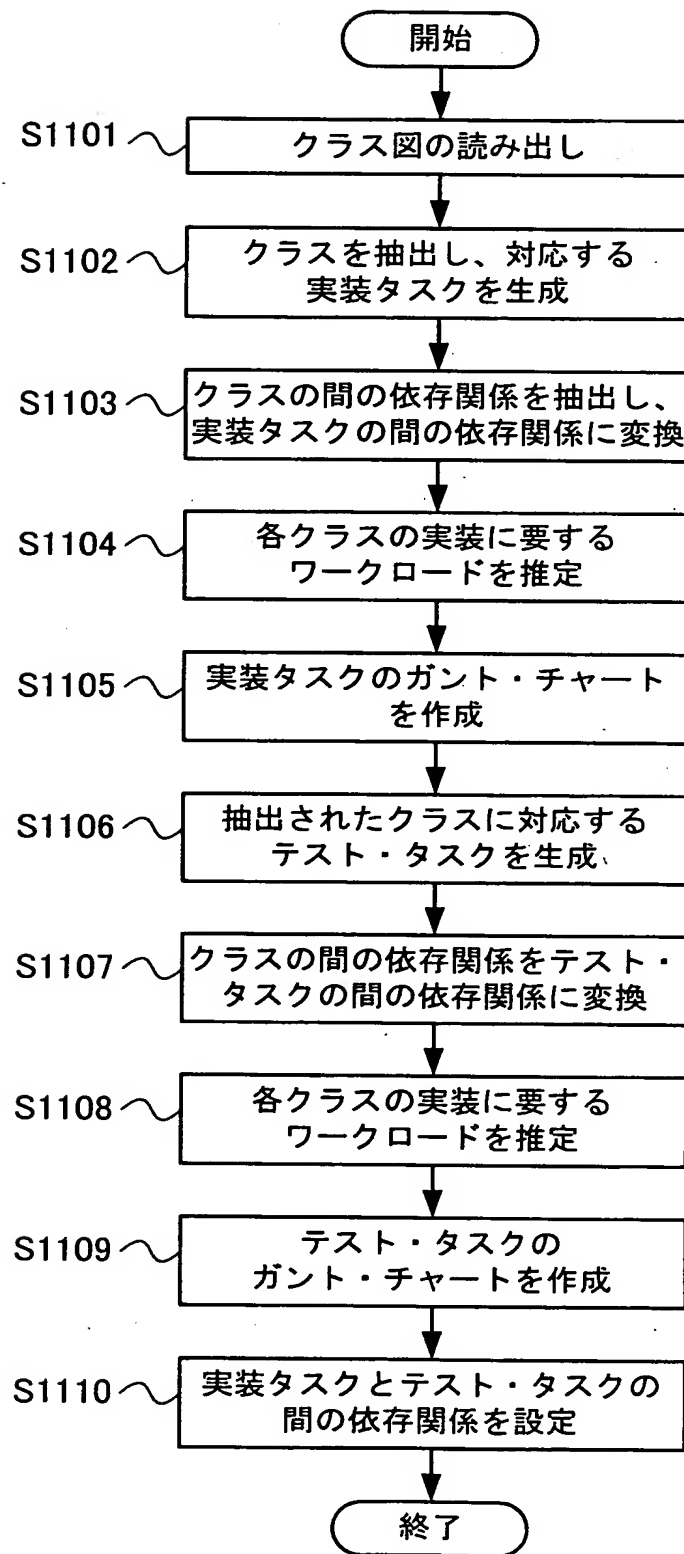 開始
S1101
クラス図の読み出し
S1102
クラスを抽出し、対応する
実装タスクを生成
S1103
クラスの間の依存関係を抽出し、
実装タスクの間の依存関係に変換
S1104
各クラスの実装に要する
ワークロードを推定
S1105
実装タスクのガント・チャート
を作成
S1106
抽出されたクラスに対応する
テスト・タスクを生成
S1107
クラスの間の依存関係をテスト・
タスクの間の依存関係に変換
S1108
各クラスの実装に要する
ワークロードを推定
S1109
テスト・タスクの
ガント・チャートを作成
S1110
実装タスクとテスト・タスクの
間の依存関係を設定
終了